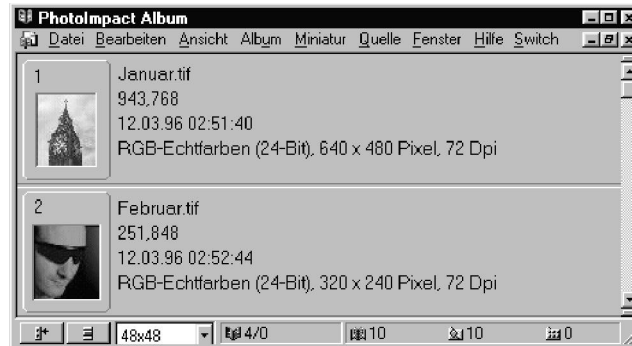 PhotoImpact Album
Datei Bearbeiten Ansicht Album Miniatur Quelle Fenster Hilfe Switch
1
Januar.tif
943,768
12.03.96 02:51:40
RGB-Echtfarben (24-Bit), 640 x 480 Pixel, 72 Dpi
2
Februar.tif
251,848
12.03.96 02:52:44
RGB-Echtfarben (24-Bit), 320 x 240 Pixel, 72 Dpi
48x48 4/0 10 10 0